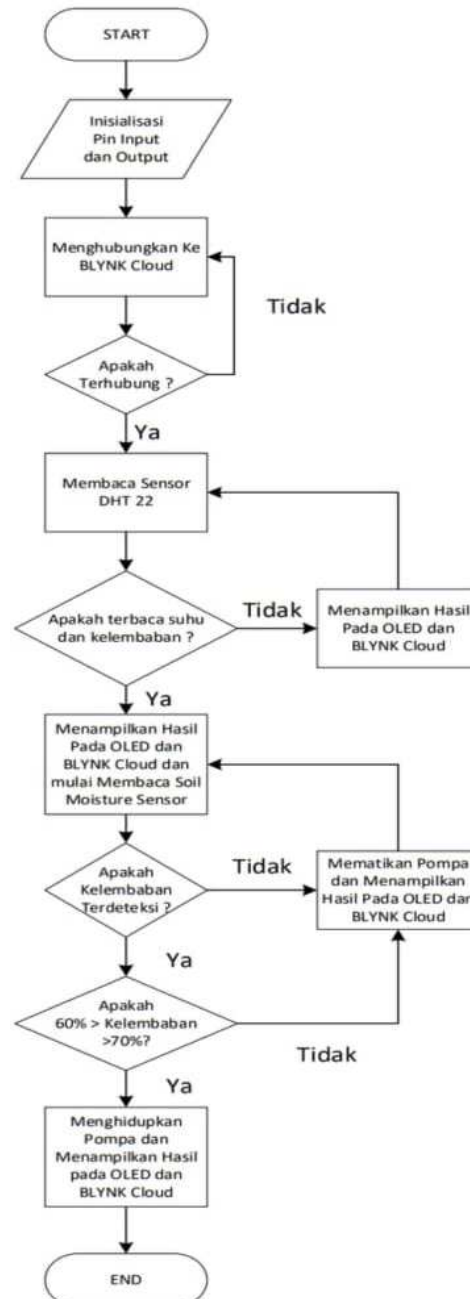 START
Inisialisasi
Pin Input
dan Output
Menghubungkan Ke
BLYNK Cloud
Tidak
Apakah
Terhubung ?
Ya
Membaca Sensor
DHT 22
Apakah terbaca suhu
dan kelembaban ?
Tidak
Menampilkan Hasil
Pada OLED dan
BLYNK Cloud
Ya
Menampilkan Hasil
Pada OLED dan
BLYNK Cloud dan
mulai Membaca Soil
Moisture Sensor
Apakah
Kelembaban
Terdeteksi ?
Tidak
Mematikan Pompa
dan Menampilkan
Hasil Pada OLED dan
BLYNK Cloud
Ya
Apakah
60% > Kelembaban
>70%?
Tidak
Ya
Menghidupkan
Pompa dan
Menampilkan Hasil
pada OLED dan
BLYNK Cloud
END